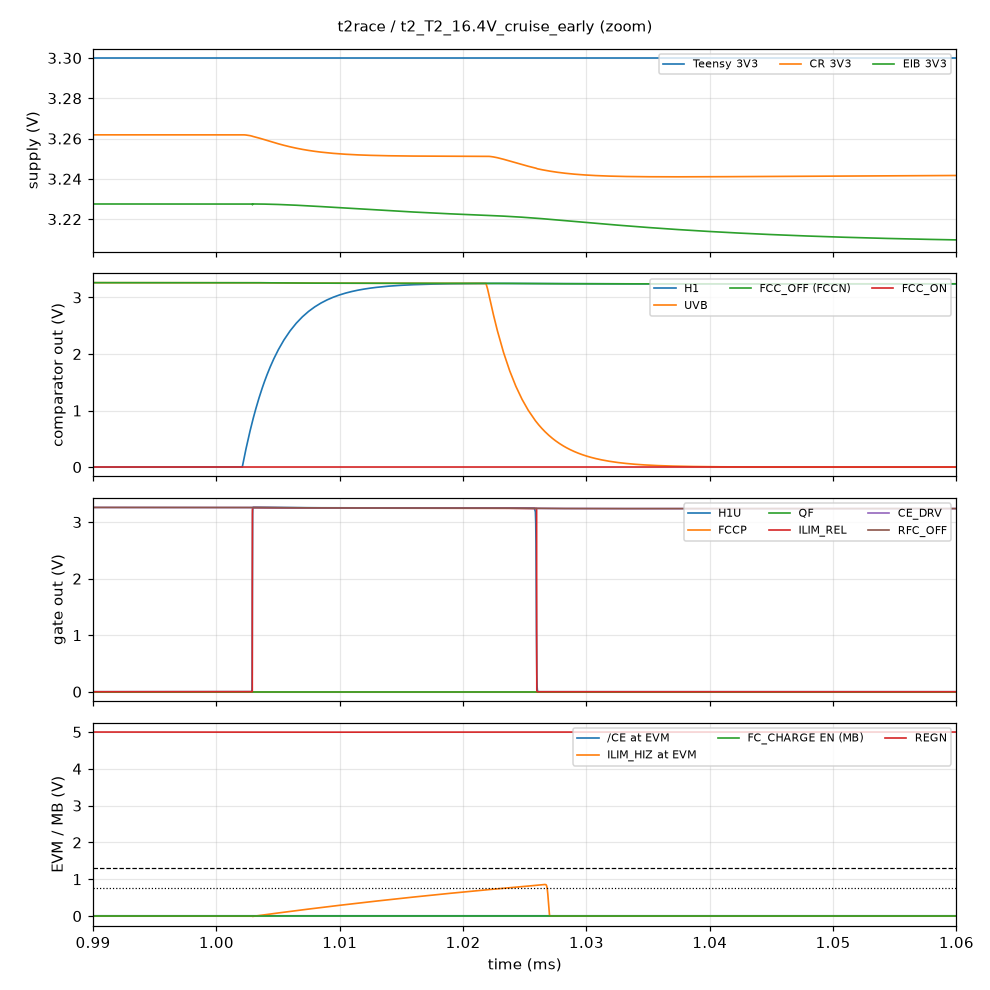 t2race / t2_T2_16.4V_cruise_early (zoom)
3.30
3.28
3.26
3.24
3.22
supply (V)
Teensy 3V3 CR 3V3 EIB 3V3
3
2
1
0
comparator out (V)
H1 FCC_OFF (FCCN) FCC_ON
UVB
3
2
1
0
gate out (V)
H1U QF CE_DRV
FCCP ILIM_REL RFC_OFF
5
4
3
2
1
0
EVM / MB (V)
/CE at EVM FC_CHARGE EN (MB) REGN
ILIM_HIZ at EVM
0.99 1.00 1.01 1.02 1.03 1.04 1.05 1.06
time (ms)